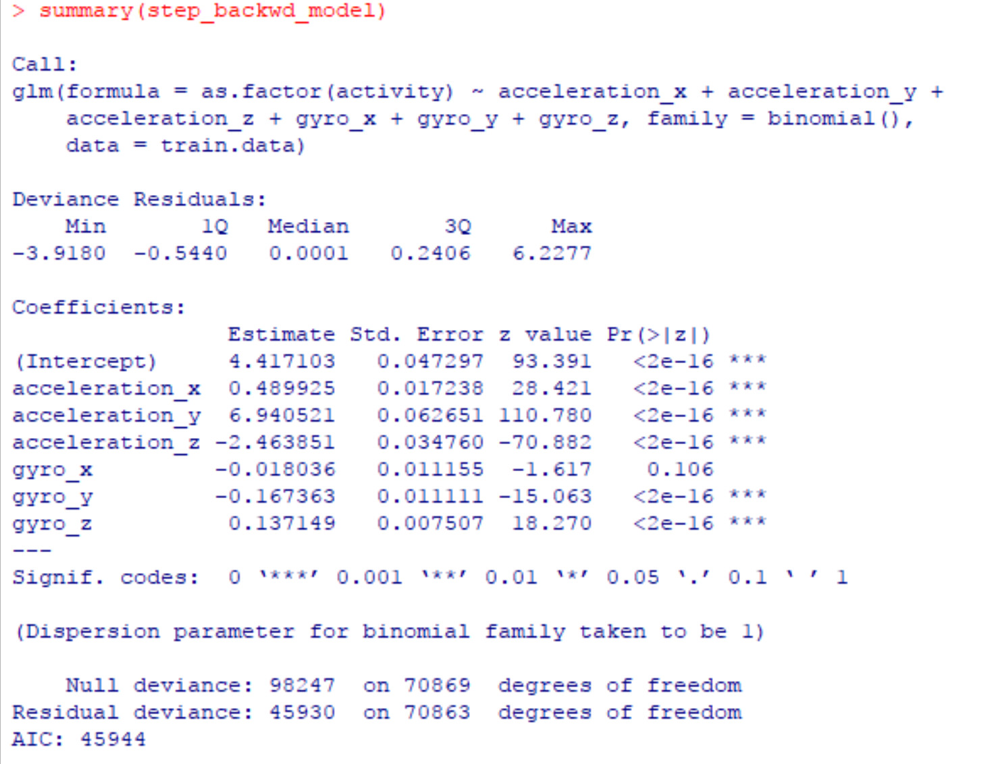 > summary(step_backwd_model)
Call:
glm(formula = as.factor(activity) ~ acceleration_x + acceleration_y +
    acceleration_z + gyro_x + gyro_y + gyro_z, family = binomial(),
    data = train.data)
Deviance Residuals:
    Min       1Q   Median       3Q      Max
-3.9180  -0.5440   0.0001   0.2406   6.2277
Coefficients:
                Estimate Std. Error z value Pr(>|z|)
(Intercept)     4.417103   0.047297  93.391   <2e-16 ***
acceleration_x  0.489925   0.017238  28.421   <2e-16 ***
acceleration_y  6.940521   0.062651 110.780   <2e-16 ***
acceleration_z -2.463851   0.034760 -70.882   <2e-16 ***
gyro_x         -0.018036   0.011155  -1.617    0.106
gyro_y         -0.167363   0.011111 -15.063   <2e-16 ***
gyro_z          0.137149   0.007507  18.270   <2e-16 ***
---
Signif. codes:  0 ‘***’ 0.001 ‘**’ 0.01 ‘*’ 0.05 ‘.’ 0.1 ‘ ’ 1
(Dispersion parameter for binomial family taken to be 1)
    Null deviance: 98247  on 70869  degrees of freedom
Residual deviance: 45930  on 70863  degrees of freedom
AIC: 45944